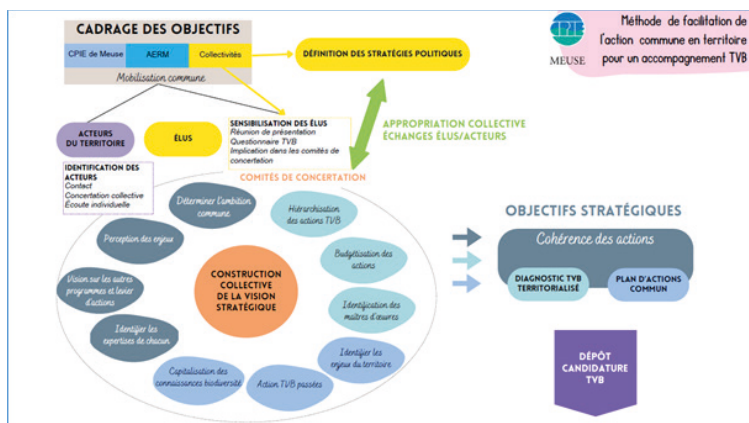 CADRAGE DES OBJECTIFS
CPIE de Meuse
AERM
Collectivités
Mobilisation commune
DÉFINITION DES STRATÉGIES POLITIQUES
CPIE
MEUSE
Méthode de facilitation de
l'action commune en territoire
pour un accompagnement TVB
ACTEURS
DU TERRITOIRE
ÉLUS
SENSIBILISATION DES ÉLUS
Réunion de présentation
Questionnaire TVB
Implication dans les comités de
concertation
APPROPRIATION COLLECTIVE
ÉCHANGES ÉLUS/ACTEURS
IDENTIFICATION DES
ACTEURS
Contact
Concertation collective
Écoute individuelle
COMITÉS DE CONCERTATION
Déterminer l'ambition
commune
Hiérarchisation
des actions TVB
Perception des enjeux
Budgétisation des
actions
Vision sur les autres
programmes et levier
d'actions
CONSTRUCTION
COLLECTIVE
DE LA VISION
STRATÉGIQUE
Identification des
maîtres d'œuvres
Identifier les
expertises de chacun
Identifier les
enjeux du territoire
Capitalisation des
connaissances biodiversité
Action TVB passées
OBJECTIFS STRATÉGIQUES
Cohérence des actions
DIAGNOSTIC TVB
TERRITORIALISÉ
PLAN D'ACTIONS
COMMUN
DÉPÔT
CANDIDATURE
TVB